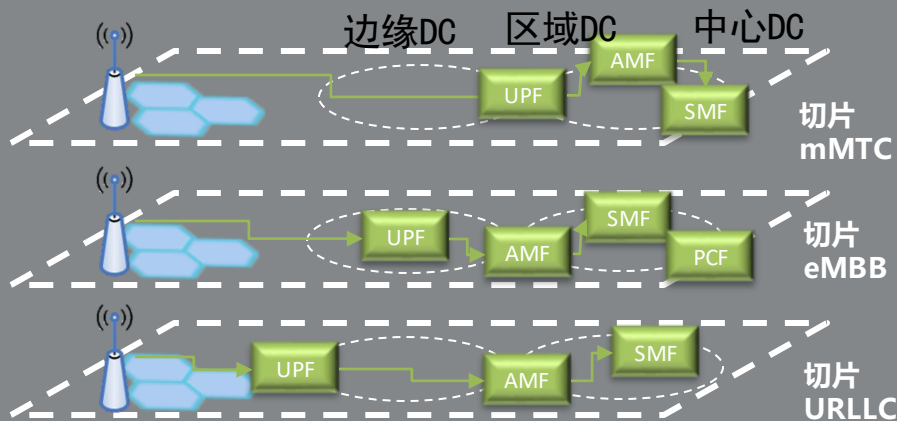 边缘DC 区域DC 中心DC
AMF
UPF
SMF
切片
mMTC
SMF
UPF
AMF
PCF
切片
eMBB
SMF
UPF
AMF
切片
URLLC